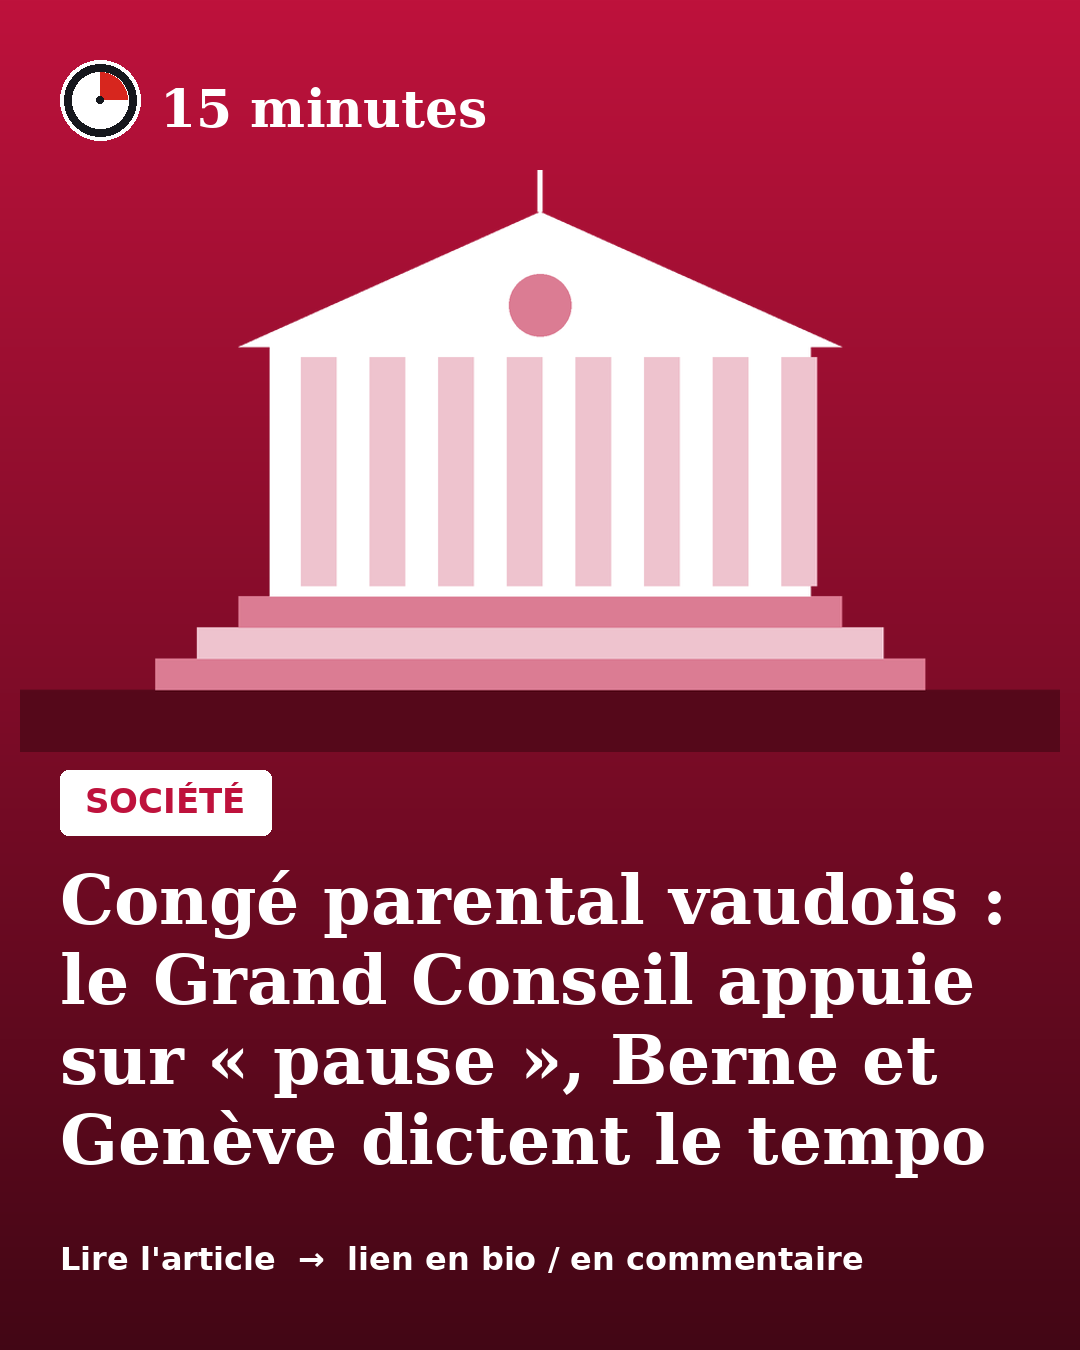 15 minutes
SOCIÉTÉ
Congé parental vaudois :
le Grand Conseil appuie
sur « pause », Berne et
Genève dictent le tempo
Lire l'article → lien en bio / en commentaire